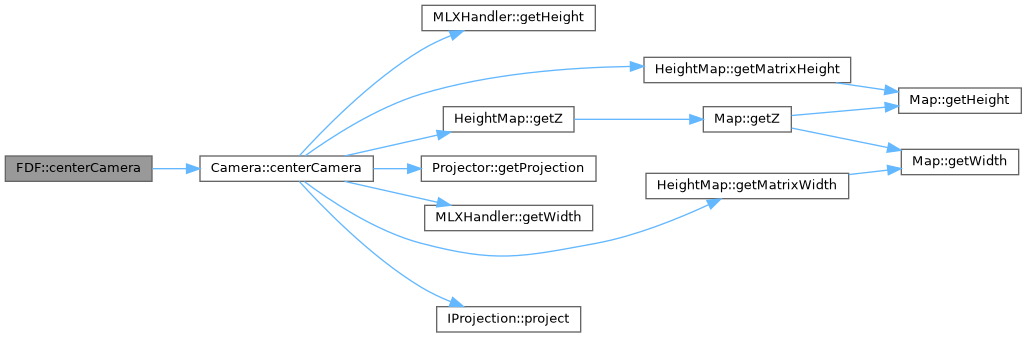 MLXHandler::getHeight
HeightMap::getMatrixHeight
Map::getHeight
HeightMap::getZ
Map::getZ
FDF::centerCamera
Camera::centerCamera
Projector::getProjection
Map::getWidth
HeightMap::getMatrixWidth
MLXHandler::getWidth
IProjection::project